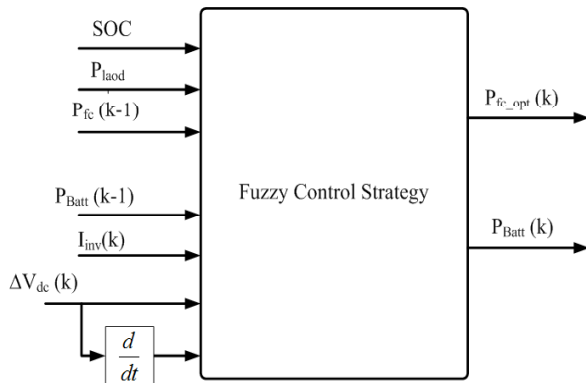 SOC
P_laod
P_fc (k-1)
P_Batt (k-1)
I_inv(k)
ΔV_dc (k)
d/dt
Fuzzy Control Strategy
P_fc_opt (k)
P_Batt (k)